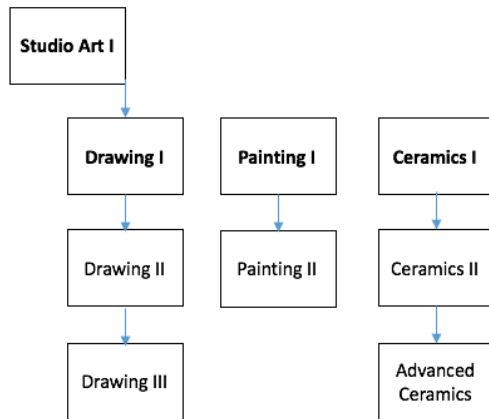 Studio Art I
Drawing I
Painting I
Ceramics I
Drawing II
Painting II
Ceramics II
Drawing III
Advanced
Ceramics